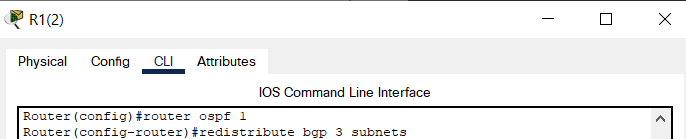 R1(2)
Physical Config CLI Attributes
IOS Command Line Interface
Router(config)#router ospf 1
Router(config-router)#redistribute bgp 3 subnets